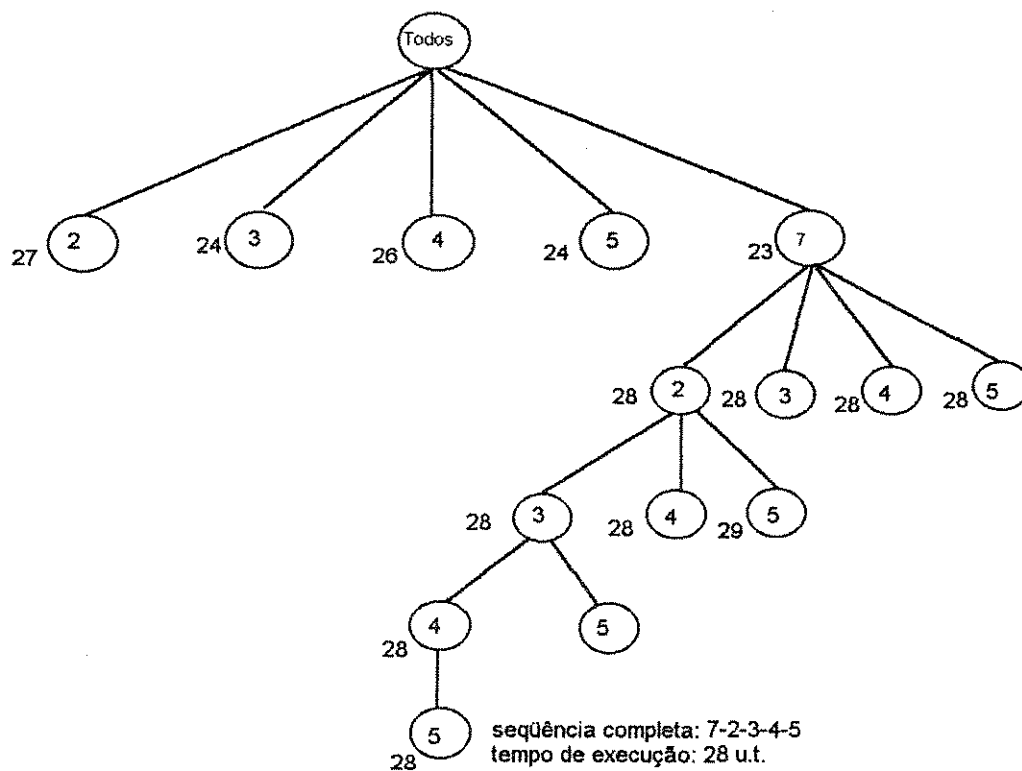 Todos
2 3 4 5 7
27 24 26 24 23
2 3 4 5
28 28 28 28
3 4 5
28 28 29
4 5
28
5 seqüência completa: 7-2-3-4-5
28 tempo de execução: 28 u.t.